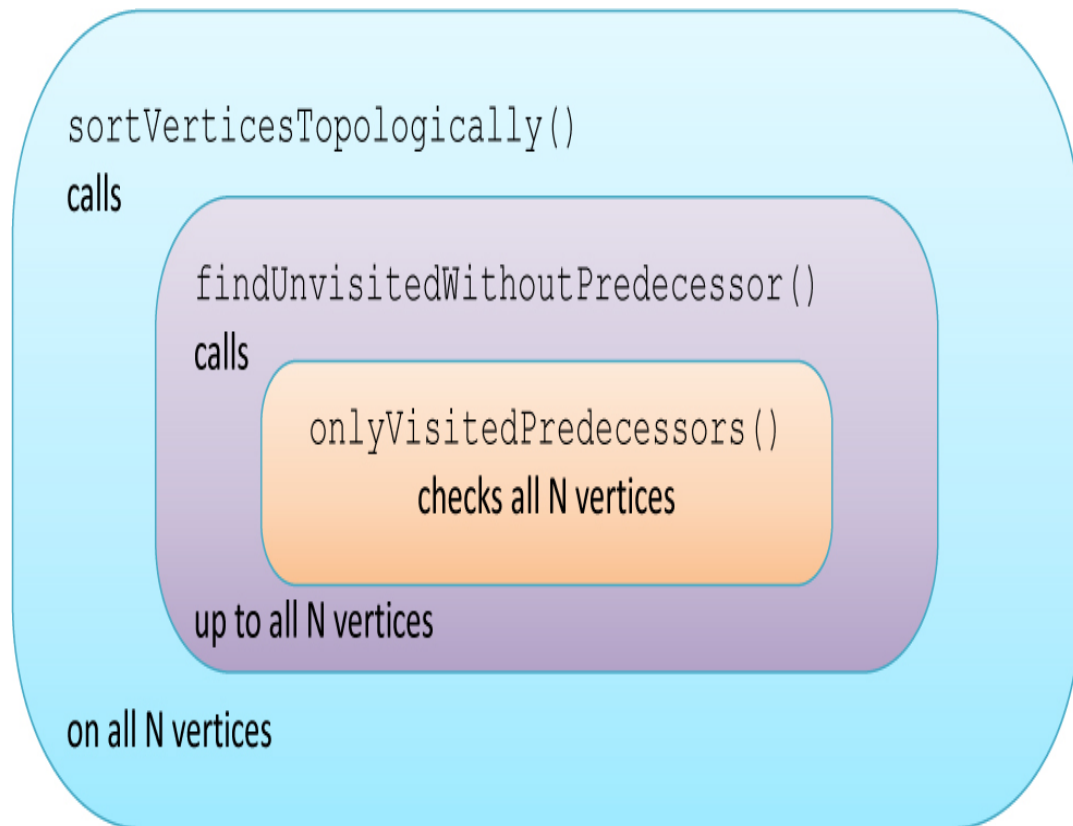 sortVerticesTopologically()
calls
findUnvisitedWithoutPredecessor()
calls
onlyVisitedPredecessors()
checks all N vertices
up to all N vertices
on all N vertices